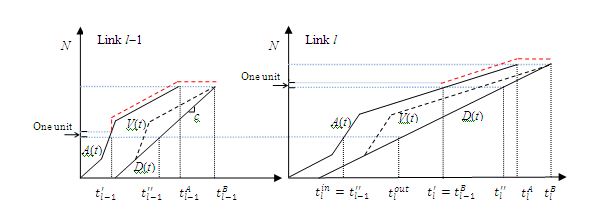 N
Link l−1
One unit
V(t)
c
A(t)
D(t)
t'_{l−1}
t''_{l−1}
t^A_{l−1}
t^B_{l−1}
N
Link l
One unit
A(t)
V(t)
D(t)
t^{in}_l = t''_{l−1}
t^{out}_l
t'_l = t^B_{l−1}
t''_l
t^A_l
t^B_l